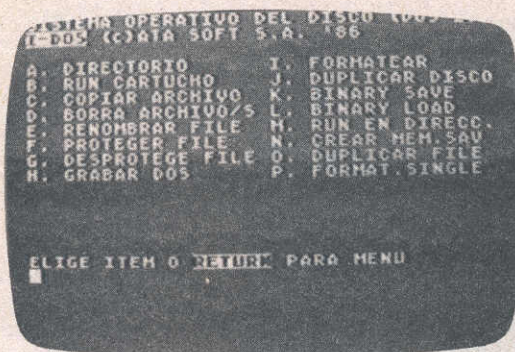 SISTEMA OPERATIVO DEL DISCO (DOS
I-DOS (c)ATA SOFT S.A. '86
A. DIRECTORIO
B. RUN CARTUCHO
C. COPIAR ARCHIVO
D. BORRA ARCHIVO/S
E. RENOMBRAR FILE
F. PROTEGER FILE
G. DESPROTEGE FILE
H. GRABAR DOS
I. FORMATEAR
J. DUPLICAR DISCO
K. BINARY SAVE
L. BINARY LOAD
M. RUN EN DIRECC.
N. CREAR MEM.SAV
O. DUPLICAR FILE
P. FORMAT.SINGLE
ELIGE ITEM O RETURN PARA MENU